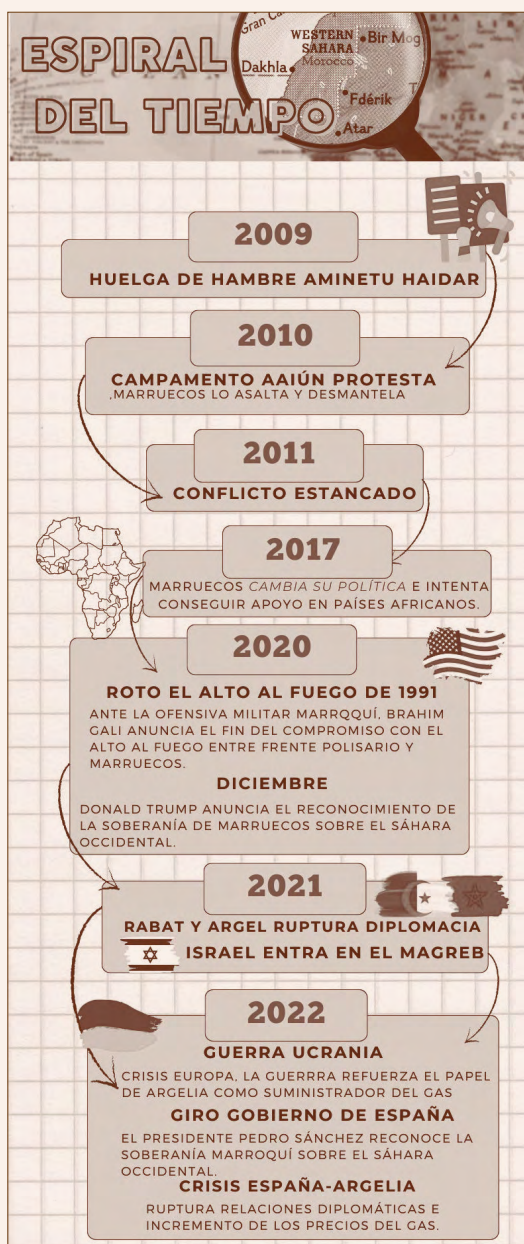 ESPIRAL
DEL TIEMPO
Gran
WESTERN
SAHARA
Morocco
Bir Mog
Dakhla
Fdérik
Atar
2009
HUELGA DE HAMBRE AMINETU HAIDAR
2010
CAMPAMENTO AAIÚN PROTESTA
,MARRUECOS LO ASALTA Y DESMANTELA
2011
CONFLICTO ESTANCADO
2017
MARRUECOS CAMBIA SU POLÍTICA E INTENTA
CONSEGUIR APOYO EN PAÍSES AFRICANOS.
2020
ROTO EL ALTO AL FUEGO DE 1991
ANTE LA OFENSIVA MILITAR MARRQQUÍ, BRAHIM
GALI ANUNCIA EL FIN DEL COMPROMISO CON EL
ALTO AL FUEGO ENTRE FRENTE POLISARIO Y
MARRUECOS.
DICIEMBRE
DONALD TRUMP ANUNCIA EL RECONOCIMIENTO DE
LA SOBERANÍA DE MARRUECOS SOBRE EL SÁHARA
OCCIDENTAL.
2021
RABAT Y ARGEL RUPTURA DIPLOMACIA
ISRAEL ENTRA EN EL MAGREB
2022
GUERRA UCRANIA
CRISIS EUROPA, LA GUERRRA REFUERZA EL PAPEL
DE ARGELIA COMO SUMINISTRADOR DEL GAS
GIRO GOBIERNO DE ESPAÑA
EL PRESIDENTE PEDRO SÁNCHEZ RECONOCE LA
SOBERANÍA MARROQUÍ SOBRE EL SÁHARA
OCCIDENTAL.
CRISIS ESPAÑA-ARGELIA
RUPTURA RELACIONES DIPLOMÁTICAS E
INCREMENTO DE LOS PRECIOS DEL GAS.